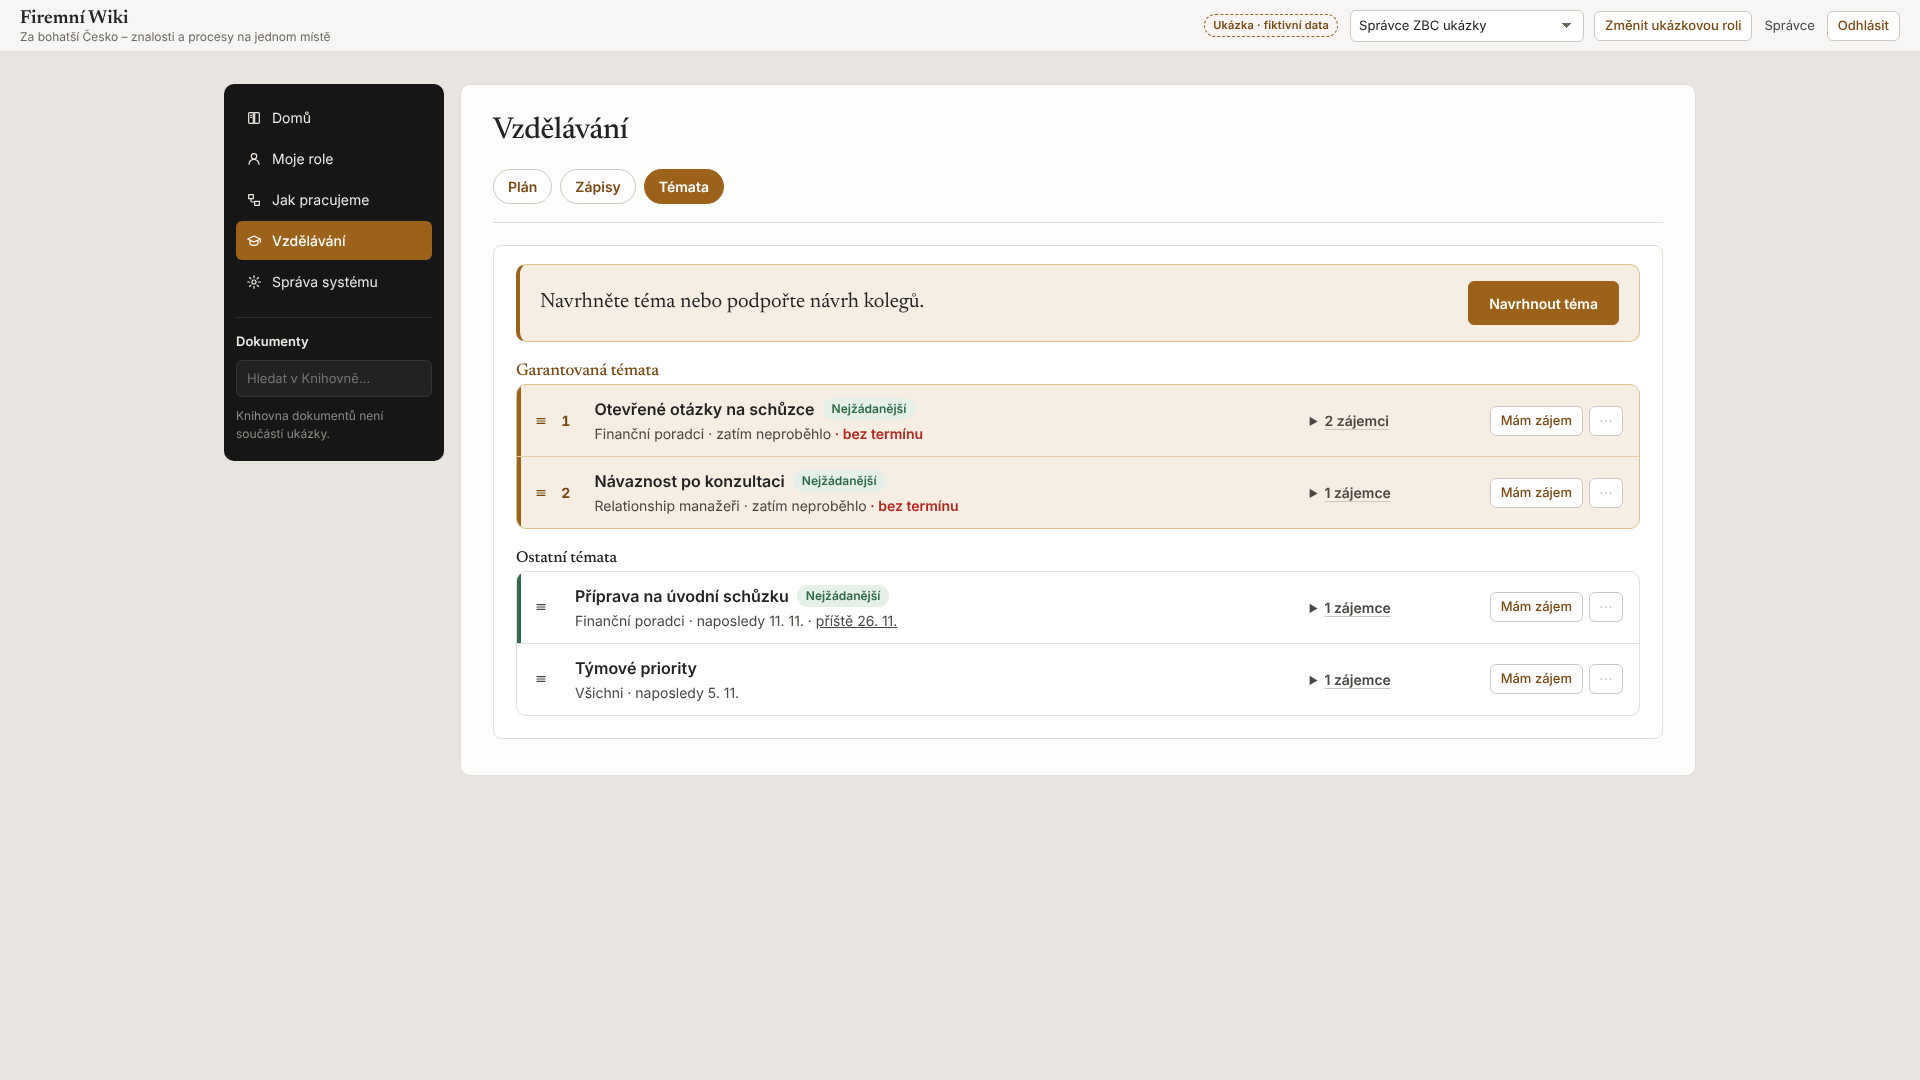 Firemní Wiki
Za bohatší Česko – znalosti a procesy na jednom místě
Ukázka · fiktivní data
Správce ZBC ukázky
Změnit ukázkovou roli
Správce
Odhlásit
Domů
Moje role
Jak pracujeme
Vzdělávání
Správa systému
Dokumenty
Hledat v Knihovně...
Knihovna dokumentů není
součástí ukázky.
Vzdělávání
Plán
Zápisy
Témata
Navrhněte téma nebo podpořte návrh kolegů.
Navrhnout téma
Garantovaná témata
1
Otevřené otázky na schůzce Nejžádanější
Finanční poradci · zatím neproběhlo · bez termínu
2 zájemci
Mám zájem
...
2
Návaznost po konzultaci Nejžádanější
Relationship manažeři · zatím neproběhlo · bez termínu
1 zájemce
Mám zájem
...
Ostatní témata
Příprava na úvodní schůzku Nejžádanější
Finanční poradci · naposledy 11. 11. · příště 26. 11.
1 zájemce
Mám zájem
...
Týmové priority
Všichni · naposledy 5. 11.
1 zájemce
Mám zájem
...